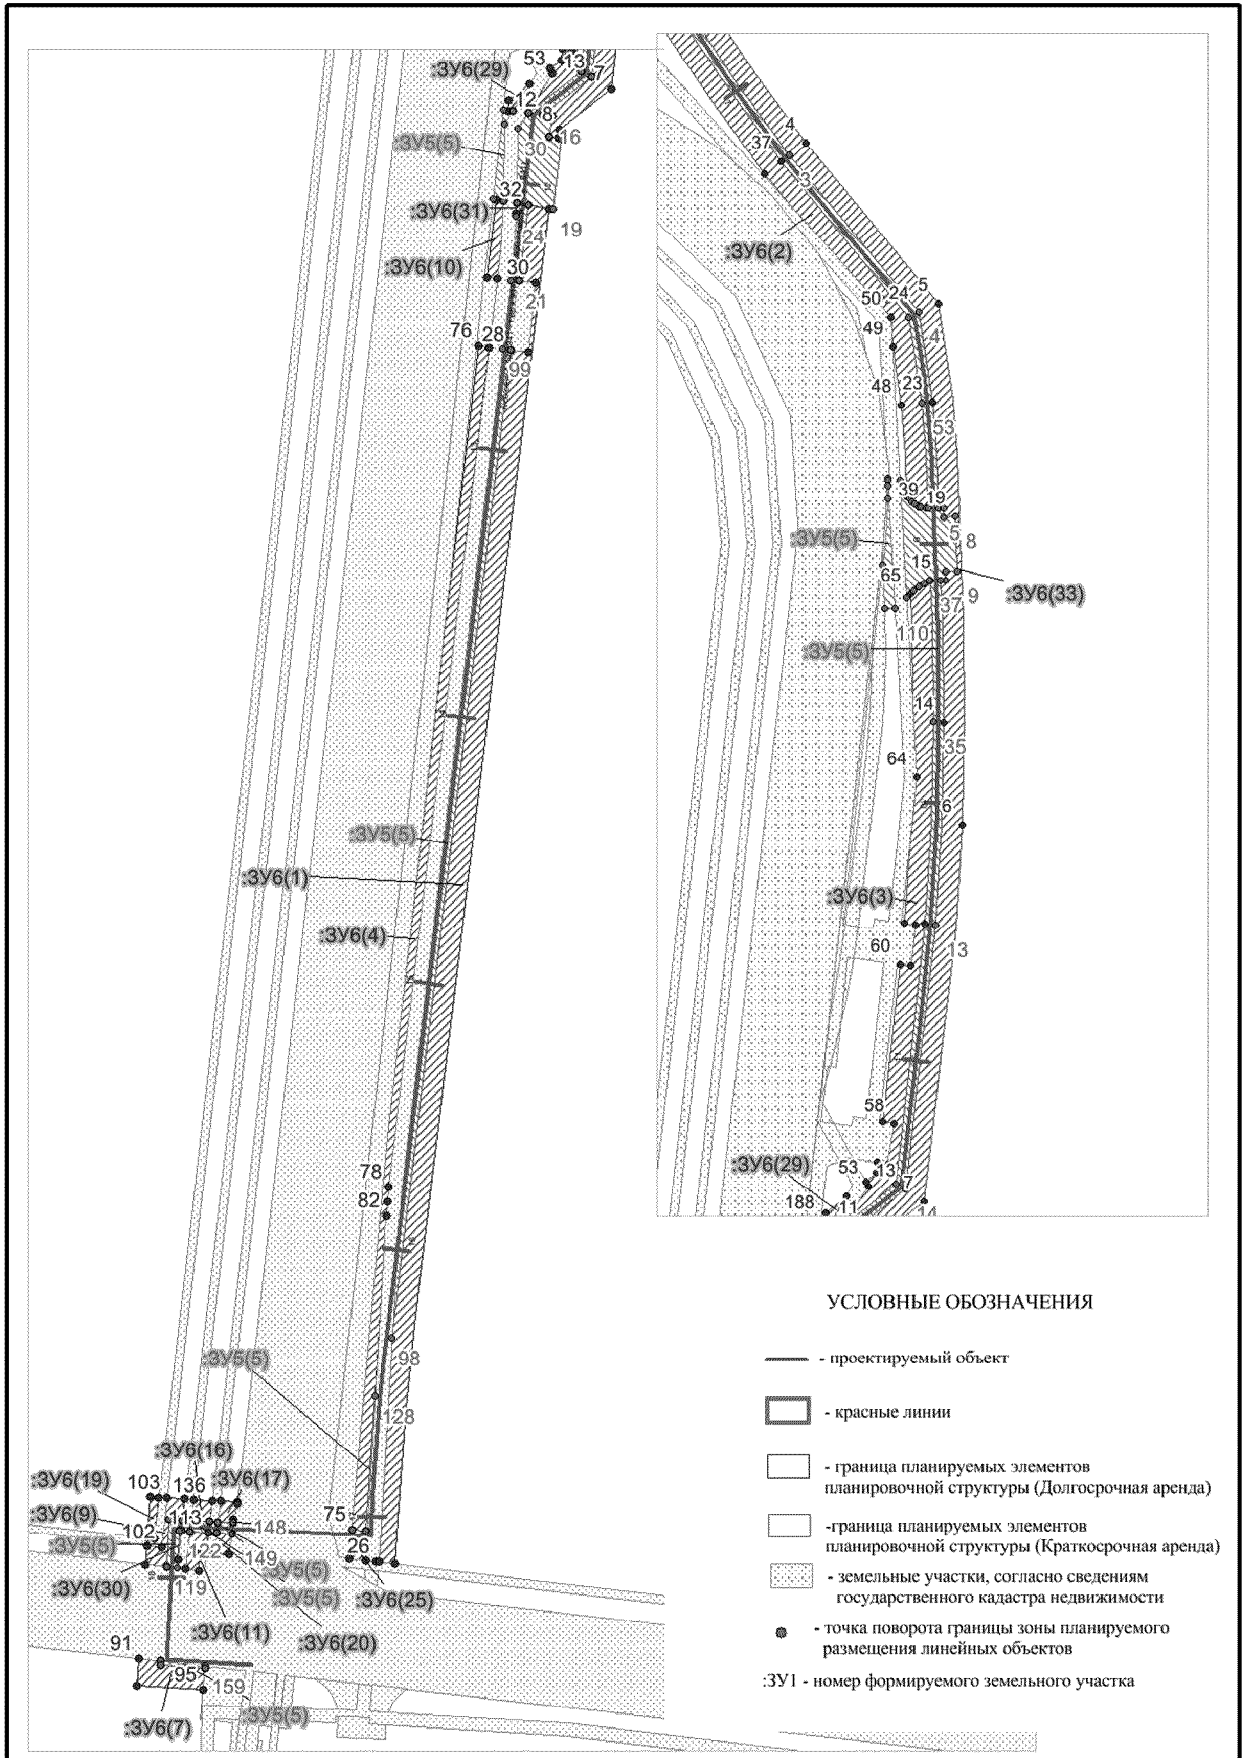 53
13
7
:ЗУ6(29)
12
8
16
:ЗУ5(5)
30
32
:ЗУ6(31)
19
24
:ЗУ6(10)
30
21
76
28
99
:ЗУ5(5)
:ЗУ6(1)
:ЗУ6(4)
78
82
98
:ЗУ5(5)
128
:ЗУ6(16)
:ЗУ6(19)
103
136
:ЗУ6(17)
:ЗУ6(9)
113
75
102
148
26
:ЗУ5(5)
122
149
:ЗУ5(5)
:ЗУ6(30)
119
:ЗУ5(5)
:ЗУ6(25)
:ЗУ6(11)
:ЗУ6(20)
91
95
159
:ЗУ5(5)
:ЗУ6(7)
4
37
3
:ЗУ6(2)
5
50
24
4
49
48
23
53
39
19
5
:ЗУ5(5)
8
15
65
9
:ЗУ6(33)
37
110
:ЗУ5(5)
14
35
64
6
:ЗУ6(3)
60
13
58
:ЗУ6(29)
53
13
7
188
11
14
УСЛОВНЫЕ ОБОЗНАЧЕНИЯ
- проектируемый объект
- красные линии
- граница планируемых элементов
планировочной структуры (Долгосрочная аренда)
-граница планируемых элементов
планировочной структуры (Краткосрочная аренда)
- земельные участки, согласно сведениям
государственного кадастра недвижимости
- точка поворота границы зоны планируемого
размещения линейных объектов
:ЗУ1 - номер формируемого земельного участка